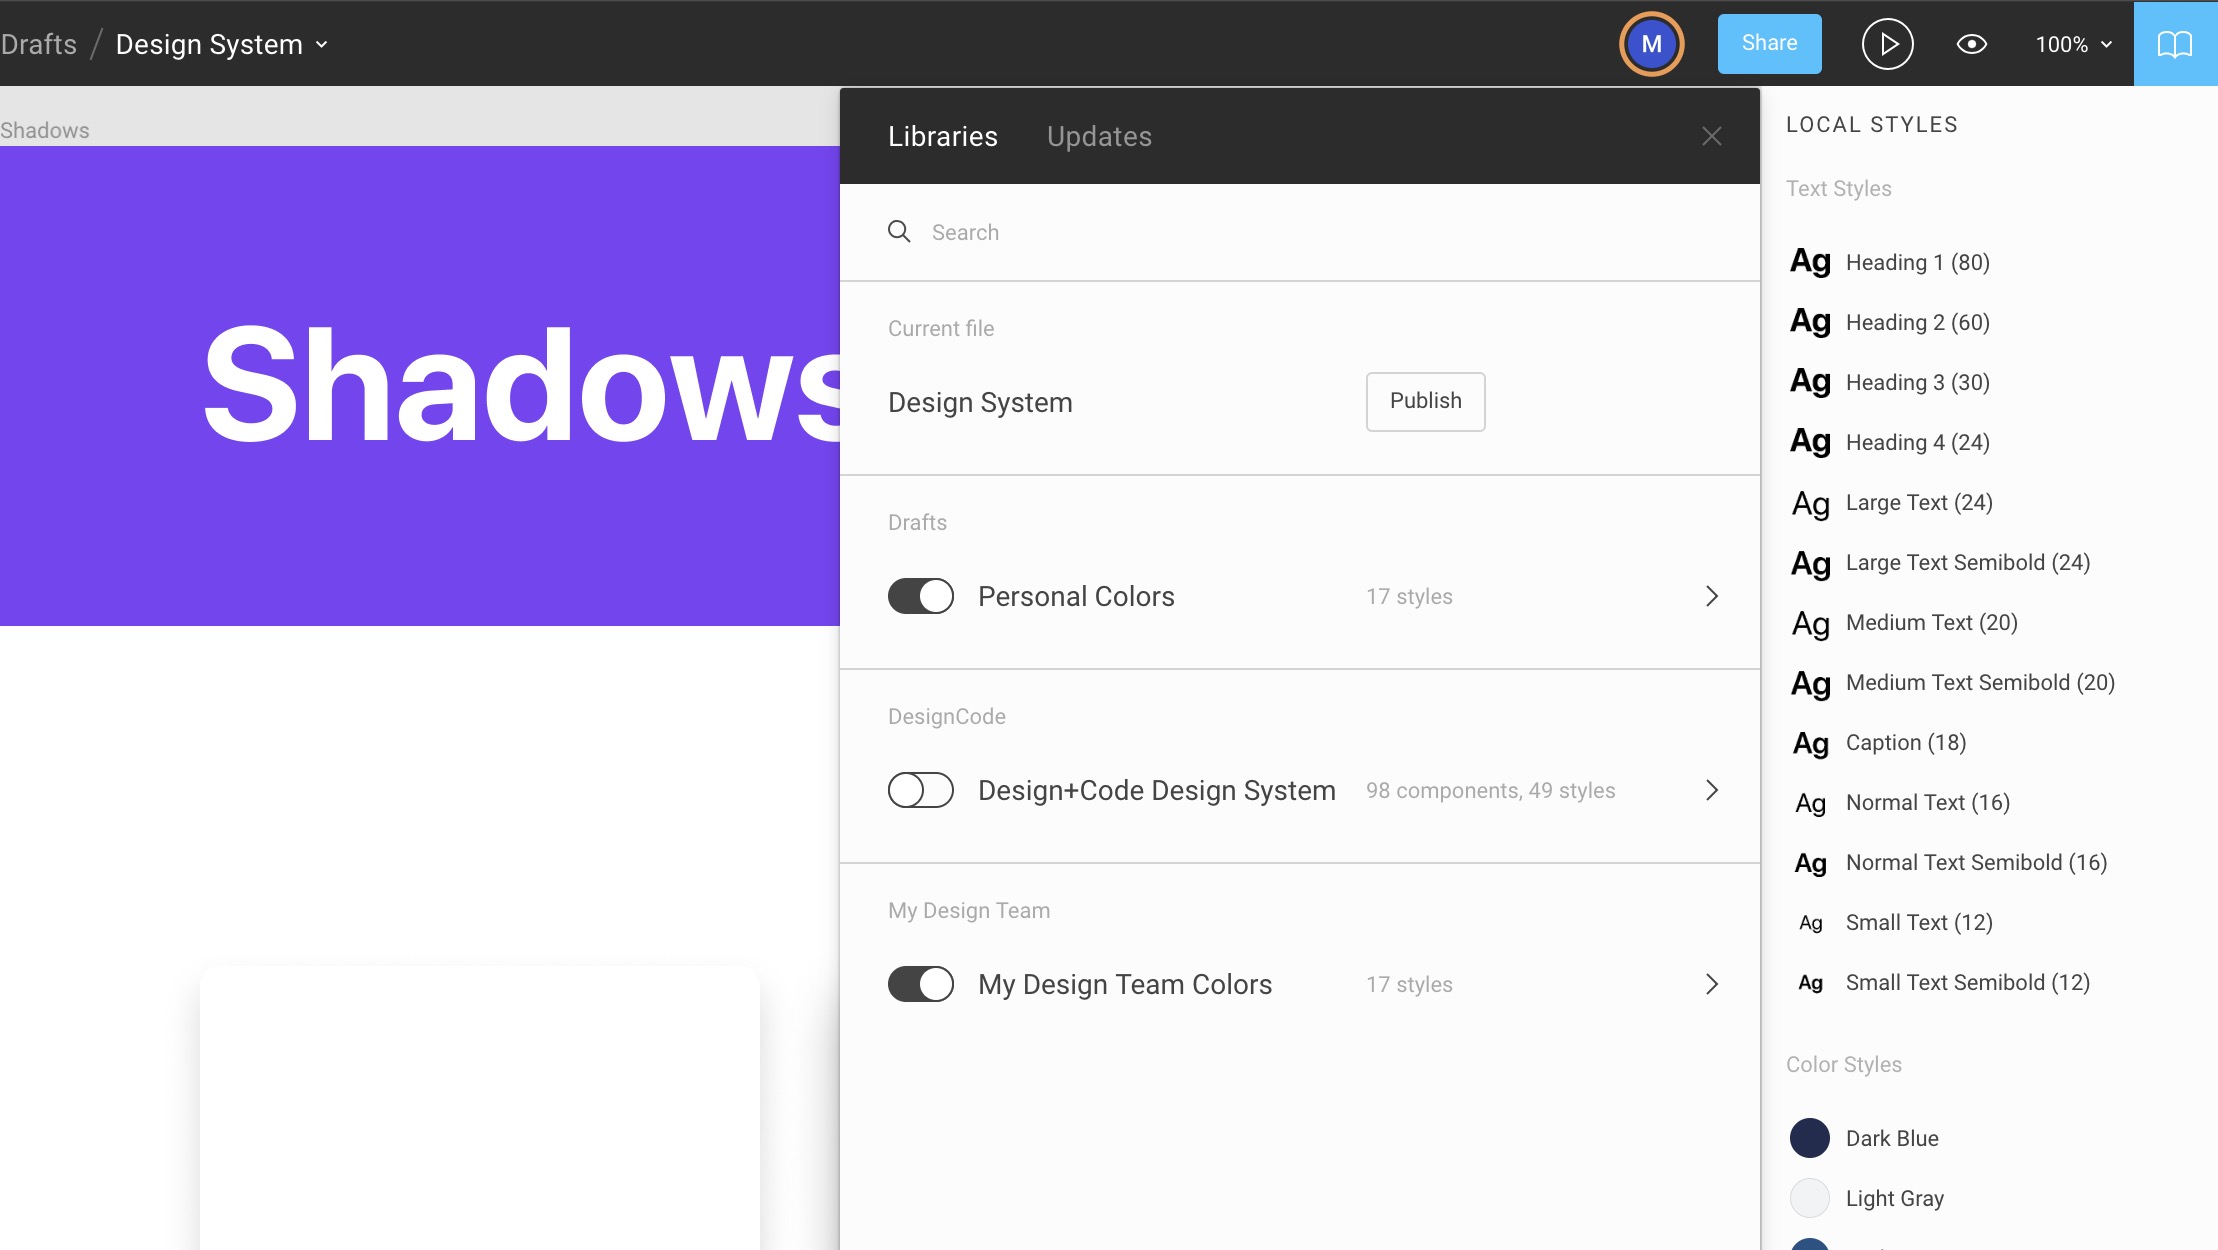 Drafts / Design System
M
Share
100%
Shadows
Shadows
Libraries
Updates
Search
Current file
Design System
Publish
Drafts
Personal Colors
17 styles
DesignCode
Design+Code Design System
98 components, 49 styles
My Design Team
My Design Team Colors
17 styles
LOCAL STYLES
Text Styles
Ag Heading 1 (80)
Ag Heading 2 (60)
Ag Heading 3 (30)
Ag Heading 4 (24)
Ag Large Text (24)
Ag Large Text Semibold (24)
Ag Medium Text (20)
Ag Medium Text Semibold (20)
Ag Caption (18)
Ag Normal Text (16)
Ag Normal Text Semibold (16)
Ag Small Text (12)
Ag Small Text Semibold (12)
Color Styles
Dark Blue
Light Gray